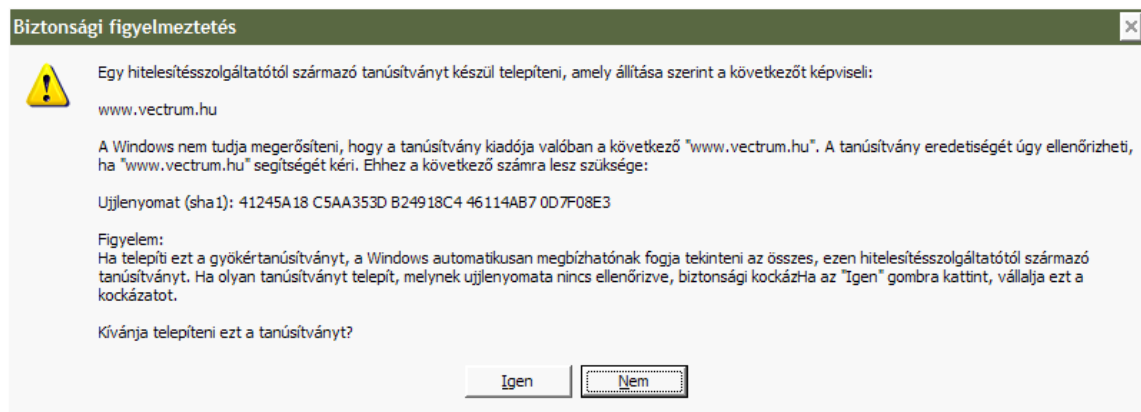 Biztonsági figyelmeztetés
Egy hitelesítésszolgáltatótól származó tanúsítványt készül telepíteni, amely állítása szerint a következőt képviseli:
www.vectrum.hu
A Windows nem tudja megerősíteni, hogy a tanúsítvány kiadója valóban a következő "www.vectrum.hu". A tanúsítvány eredetiségét úgy ellenőrizheti,
ha "www.vectrum.hu" segítségét kéri. Ehhez a következő számra lesz szüksége:
Ujjlenyomat (sha1): 41245A18 C5AA353D B24918C4 46114AB7 0D7F08E3
Figyelem:
Ha telepíti ezt a gyökértanúsítványt, a Windows automatikusan megbízhatónak fogja tekinteni az összes, ezen hitelesítésszolgáltatótól származó
tanúsítványt. Ha olyan tanúsítványt telepít, melynek ujjlenyomata nincs ellenőrizve, biztonsági kockázHa az "Igen" gombra kattint, vállalja ezt a
kockázatot.
Kívánja telepíteni ezt a tanúsítványt?
Igen
Nem